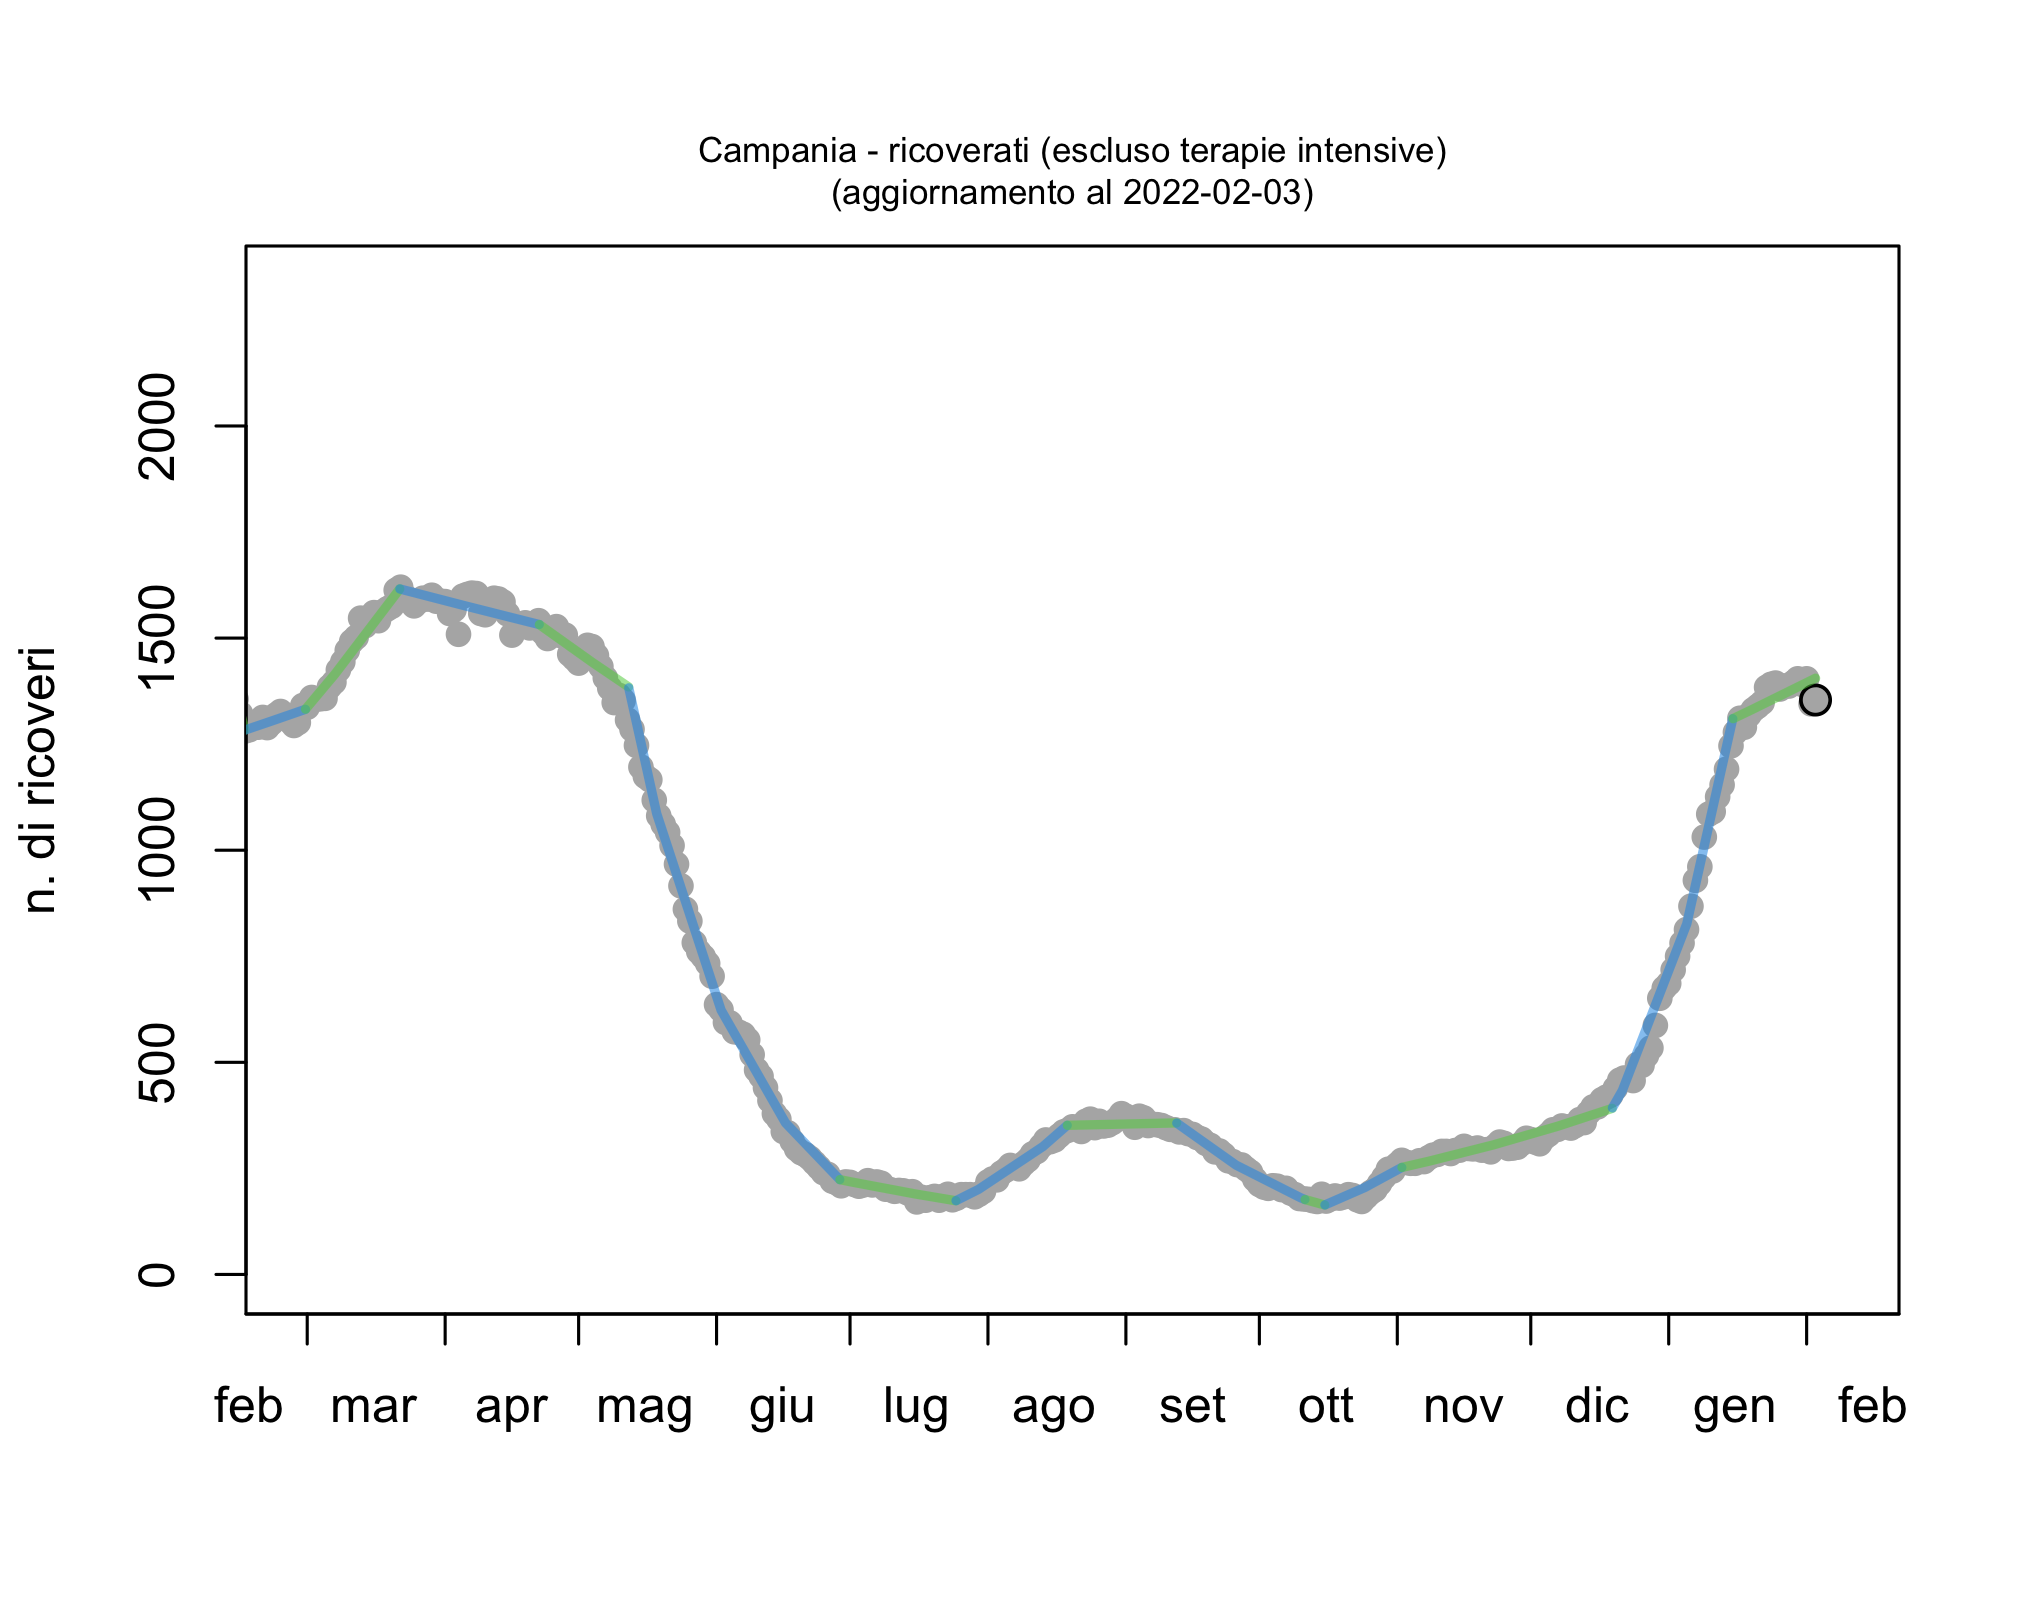 Campania - ricoverati (escluso terapie intensive)
(aggiornamento al 2022-02-03)
n. di ricoveri
2000
1500
1000
500
0
feb mar apr mag giu lug ago set ott nov dic gen feb